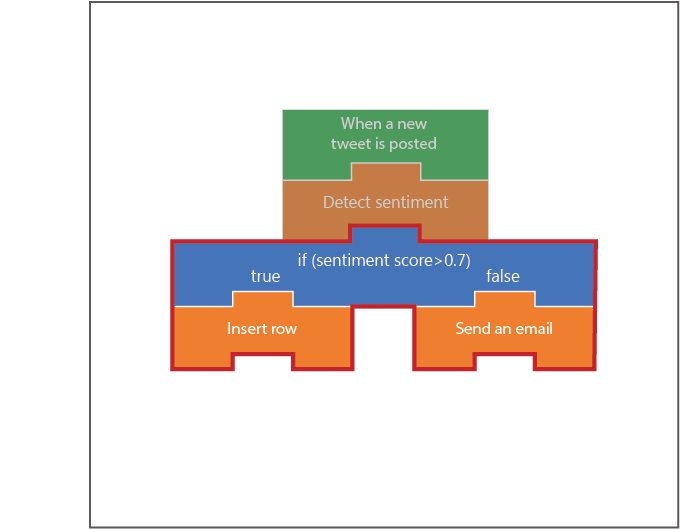 When a new
tweet is posted
Detect sentiment
if (sentiment score>0.7)
true false
Insert row Send an email